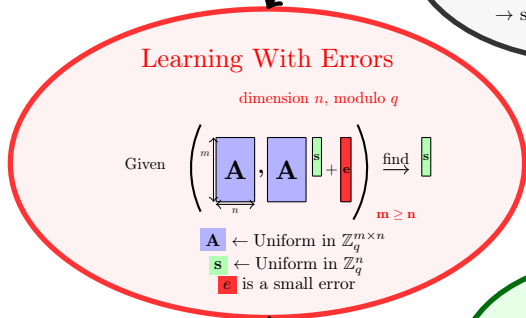 → s
Learning With Errors
dimension n, modulo q
Given ( m n A , A s + e ) find → s
m ≥ n
A ← Uniform in ℤ_q^{m×n}
s ← Uniform in ℤ_q^n
e is a small error